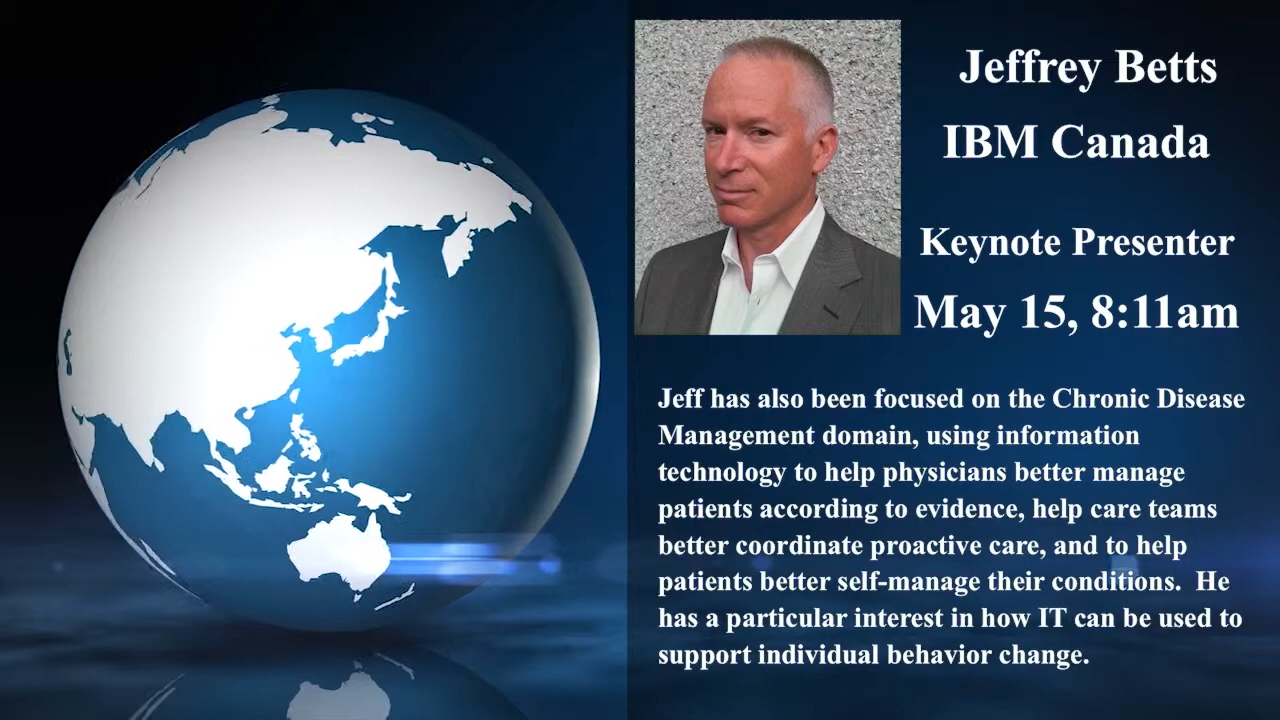 Jeffrey Betts
IBM Canada
Keynote Presenter
May 15, 8:11am
Jeff has also been focused on the Chronic Disease
Management domain, using information
technology to help physicians better manage
patients according to evidence, help care teams
better coordinate proactive care, and to help
patients better self-manage their conditions.  He
has a particular interest in how IT can be used to
support individual behavior change.